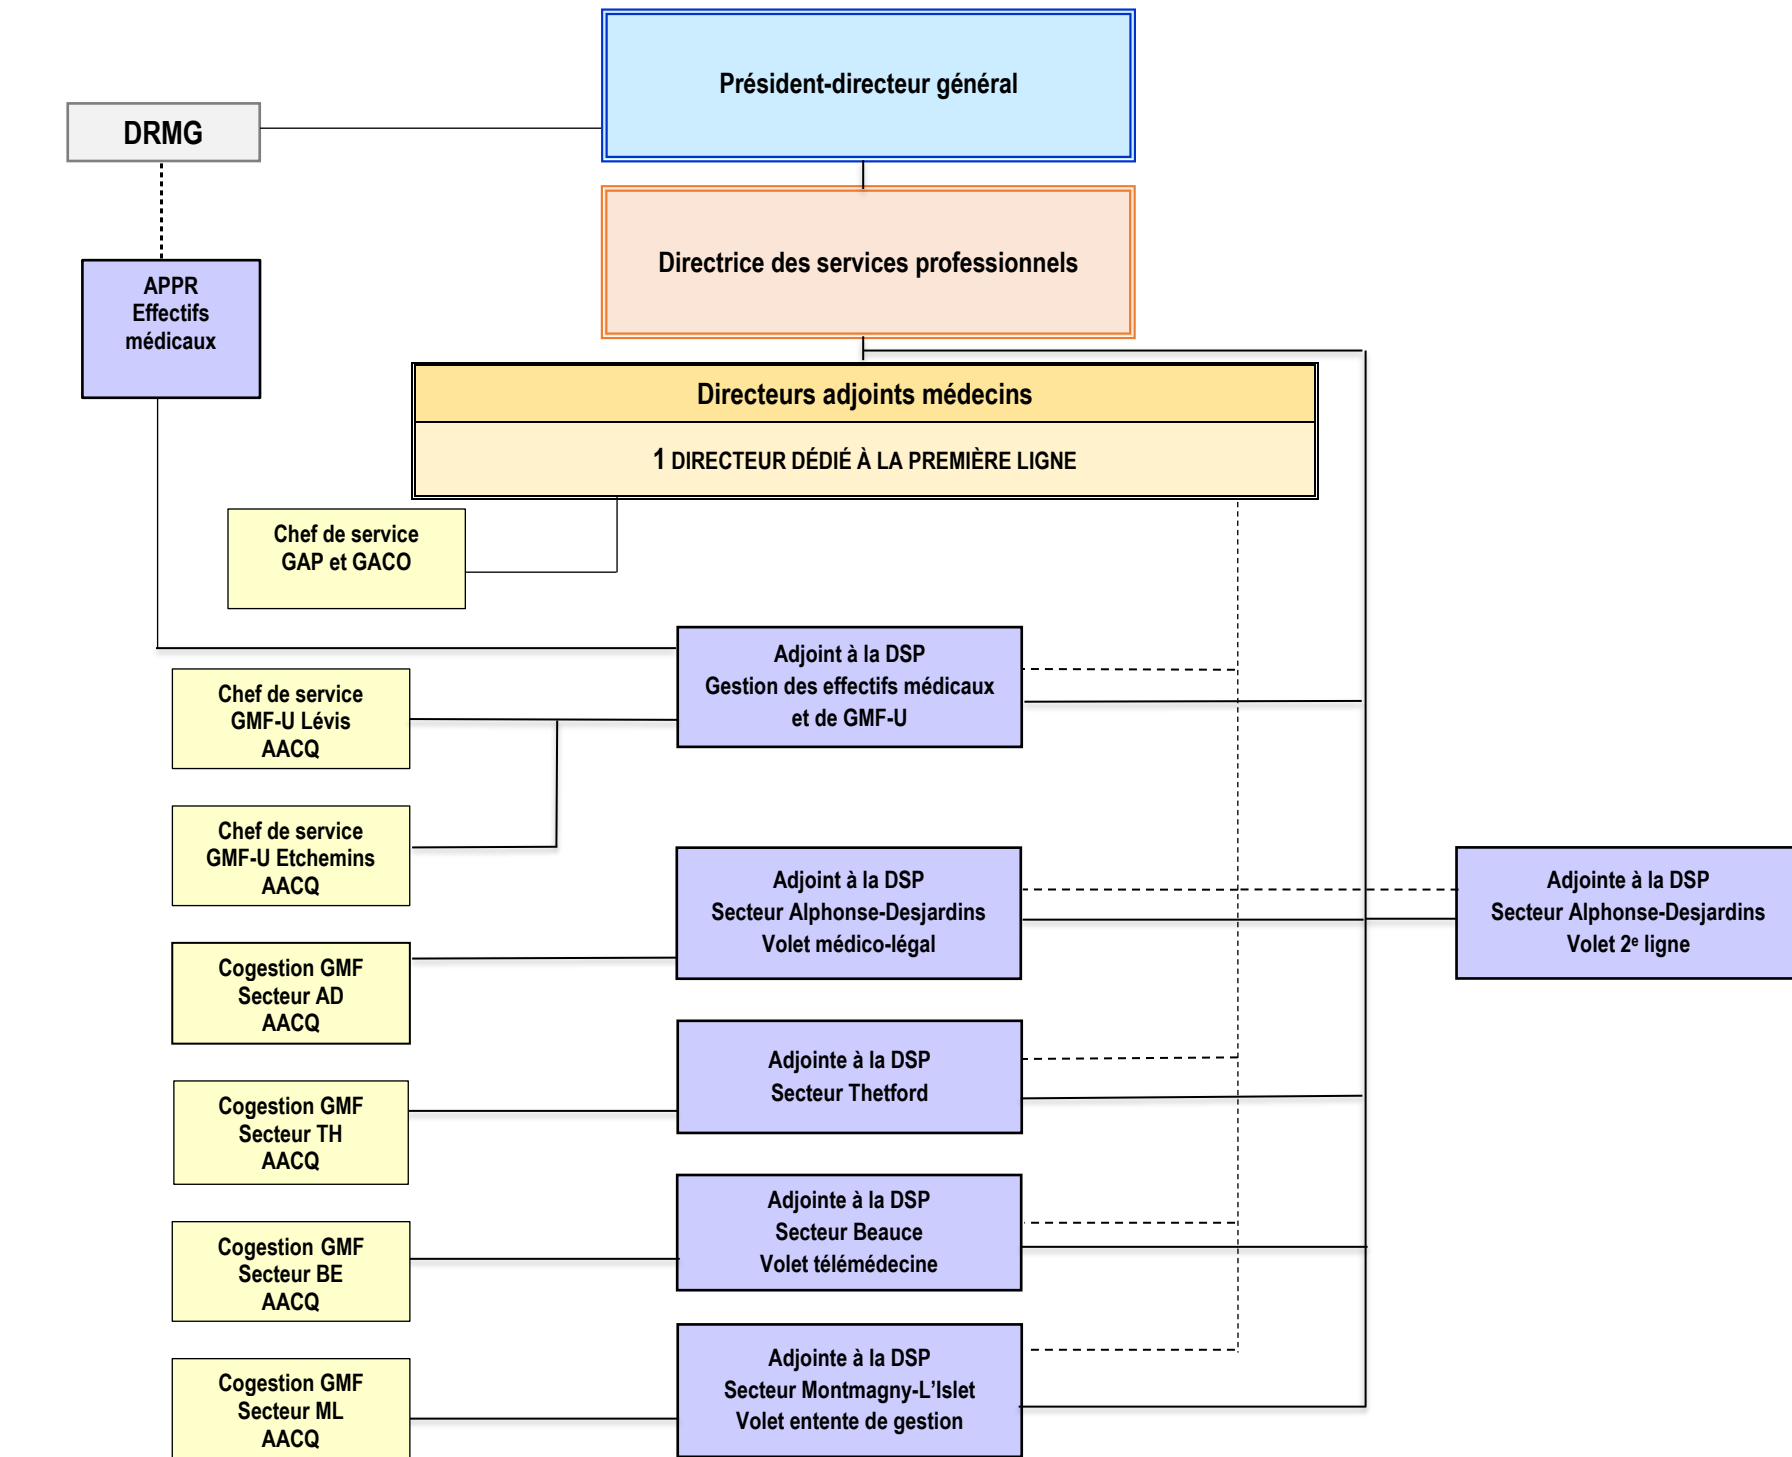 Président-directeur général
DRMG
Directrice des services professionnels
APPR
Effectifs
médicaux
Directeurs adjoints médecins
1 DIRECTEUR DÉDIÉ À LA PREMIÈRE LIGNE
Chef de service
GAP et GACO
Adjoint à la DSP
Gestion des effectifs médicaux
et de GMF-U
Chef de service
GMF-U Lévis
AACQ
Chef de service
GMF-U Etchemins
AACQ
Adjoint à la DSP
Secteur Alphonse-Desjardins
Volet médico-légal
Adjointe à la DSP
Secteur Alphonse-Desjardins
Volet 2e ligne
Cogestion GMF
Secteur AD
AACQ
Adjointe à la DSP
Secteur Thetford
Cogestion GMF
Secteur TH
AACQ
Adjointe à la DSP
Secteur Beauce
Volet télémédecine
Cogestion GMF
Secteur BE
AACQ
Adjointe à la DSP
Secteur Montmagny-L’Islet
Volet entente de gestion
Cogestion GMF
Secteur ML
AACQ